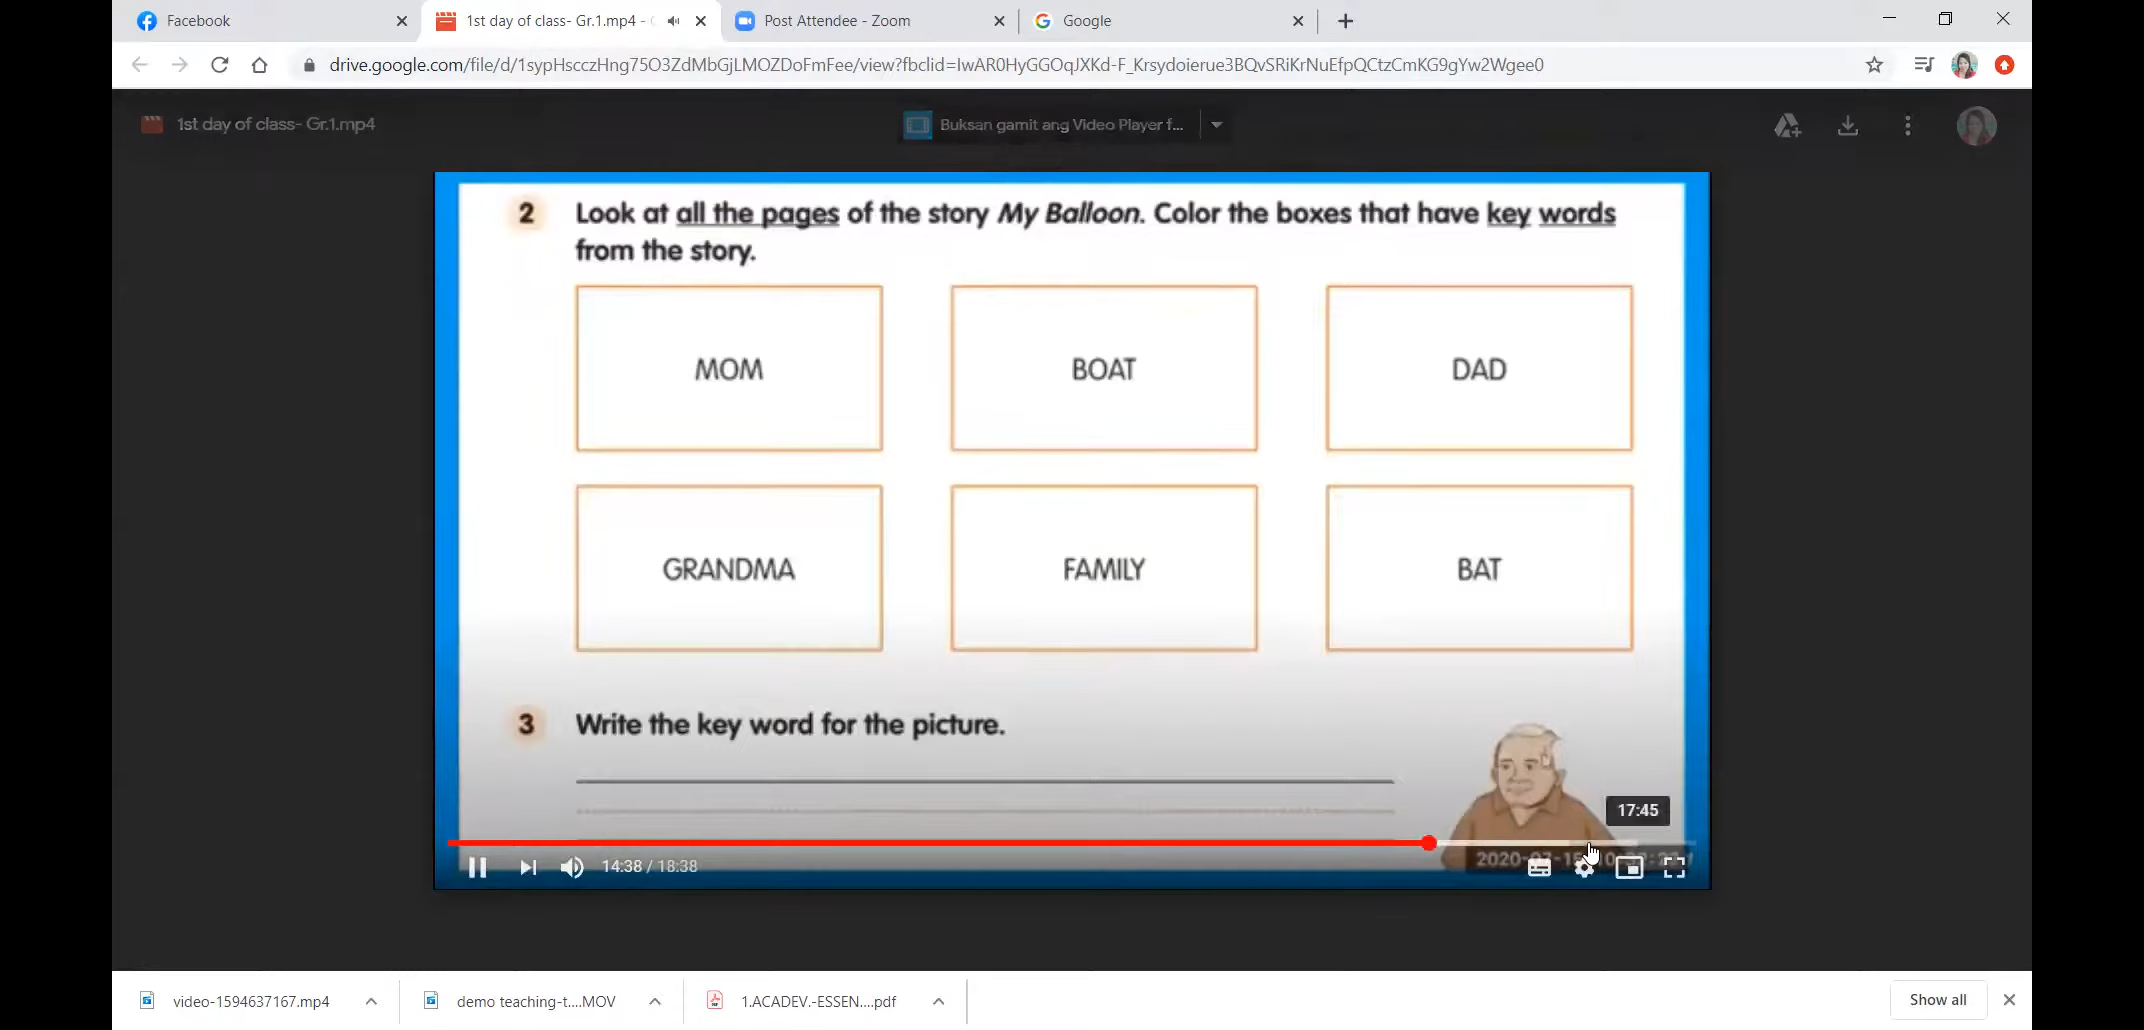 Facebook
1st day of class- Gr.1.mp4 -
Post Attendee - Zoom
Google
drive.google.com/file/d/1sypHscczHng75O3ZdMbGjLMOZDoFmFee/view?fbclid=IwAR0HyGGOqJXKd-F_Krsydoierue3BQvSRiKrNuEfpQCtzCmKG9gYw2Wgee0
1st day of class- Gr.1.mp4
Buksan gamit ang Video Player f...
2 Look at all the pages of the story My Balloon. Color the boxes that have key words
from the story.
MOM
BOAT
DAD
GRANDMA
FAMILY
BAT
3 Write the key word for the picture.
17:45
14:38 / 18:38
video-1594637167.mp4
demo teaching-t....MOV
1.ACADEV.-ESSEN....pdf
Show all